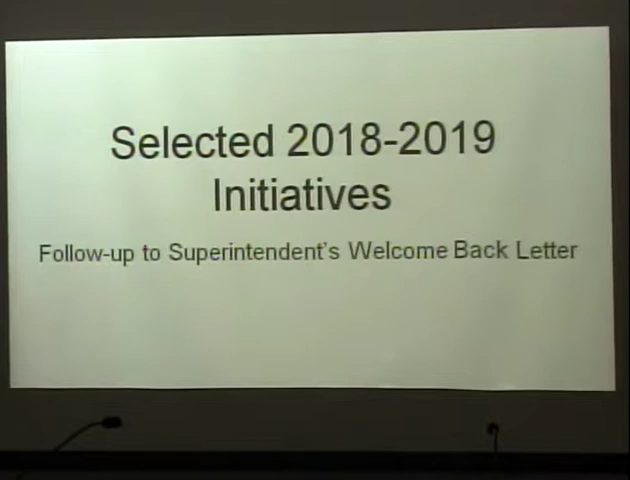 Selected 2018-2019
Initiatives
Follow-up to Superintendent's Welcome Back Letter